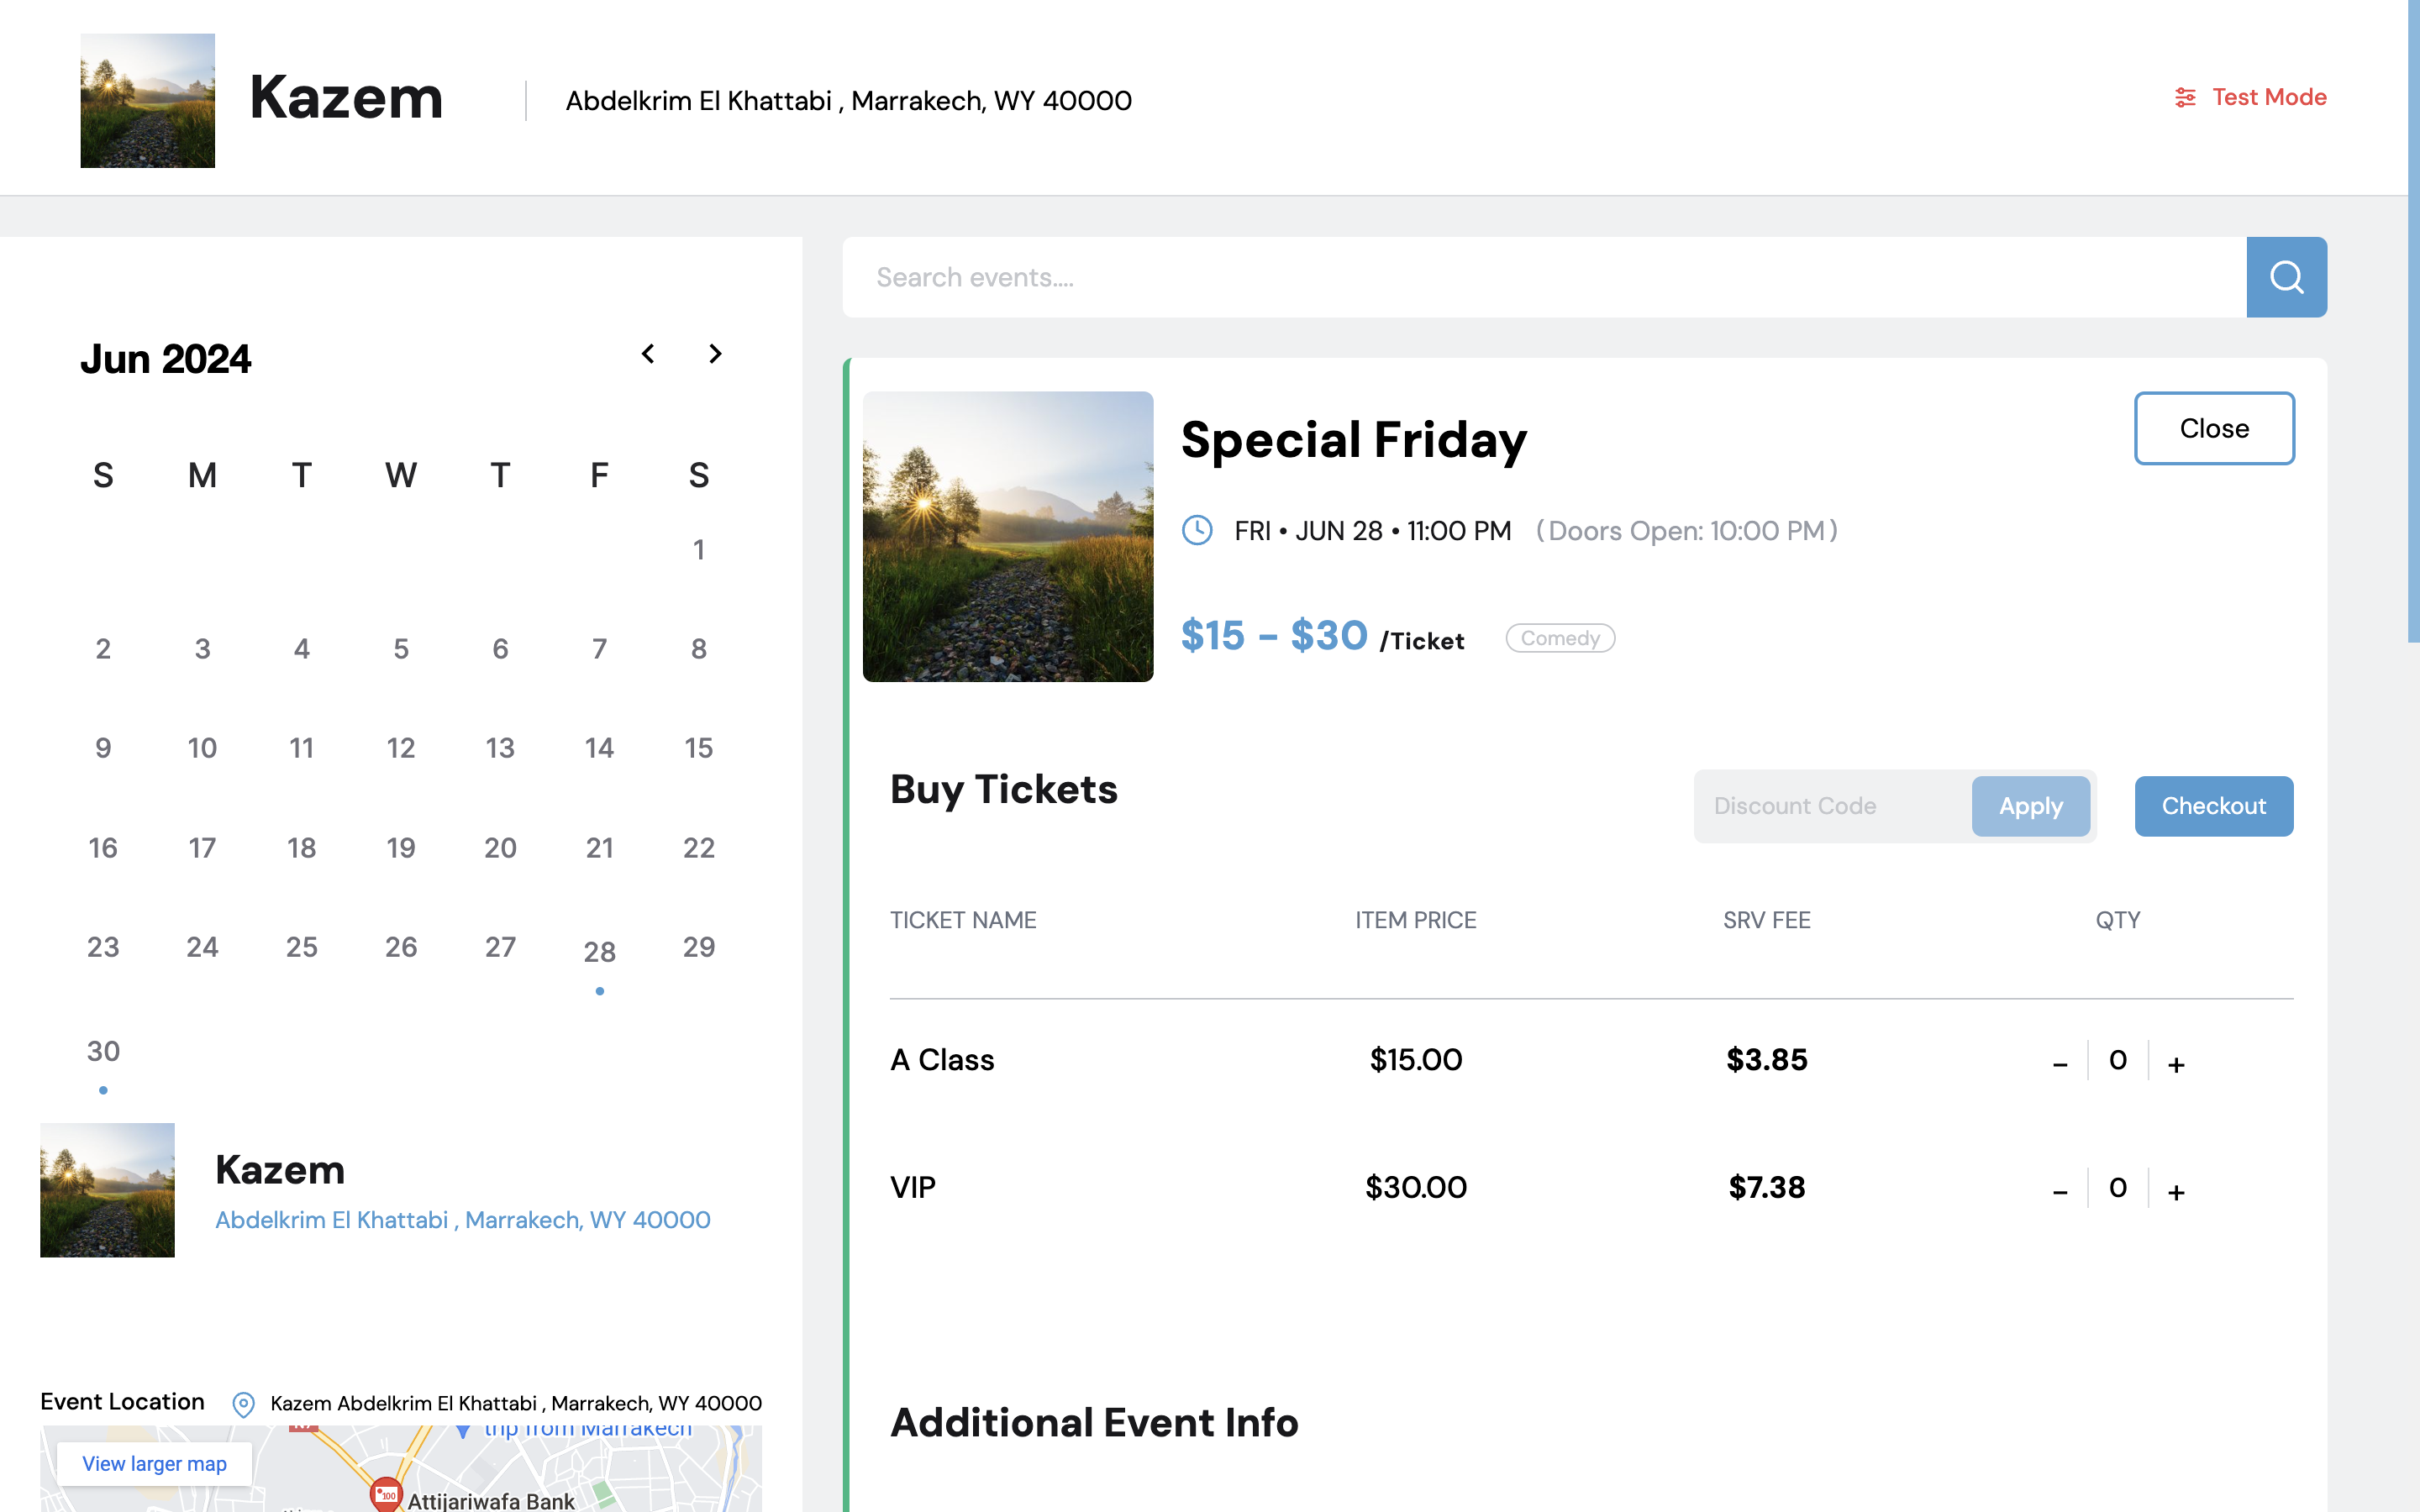 Kazem
Abdelkrim El Khattabi , Marrakech, WY 40000
Test Mode
Search events....
Jun 2024
S M T W T F S
1
2 3 4 5 6 7 8
9 10 11 12 13 14 15
16 17 18 19 20 21 22
23 24 25 26 27 28 29
30
Kazem
Abdelkrim El Khattabi , Marrakech, WY 40000
Event Location
Kazem Abdelkrim El Khattabi , Marrakech, WY 40000
trip from Marrakech
View larger map
100
Attijariwafa Bank
Special Friday
Close
FRI • JUN 28 • 11:00 PM (Doors Open: 10:00 PM)
$15 - $30 /Ticket Comedy
Buy Tickets
Discount Code Apply Checkout
TICKET NAME ITEM PRICE SRV FEE QTY
A Class $15.00 $3.85 - 0 +
VIP $30.00 $7.38 - 0 +
Additional Event Info